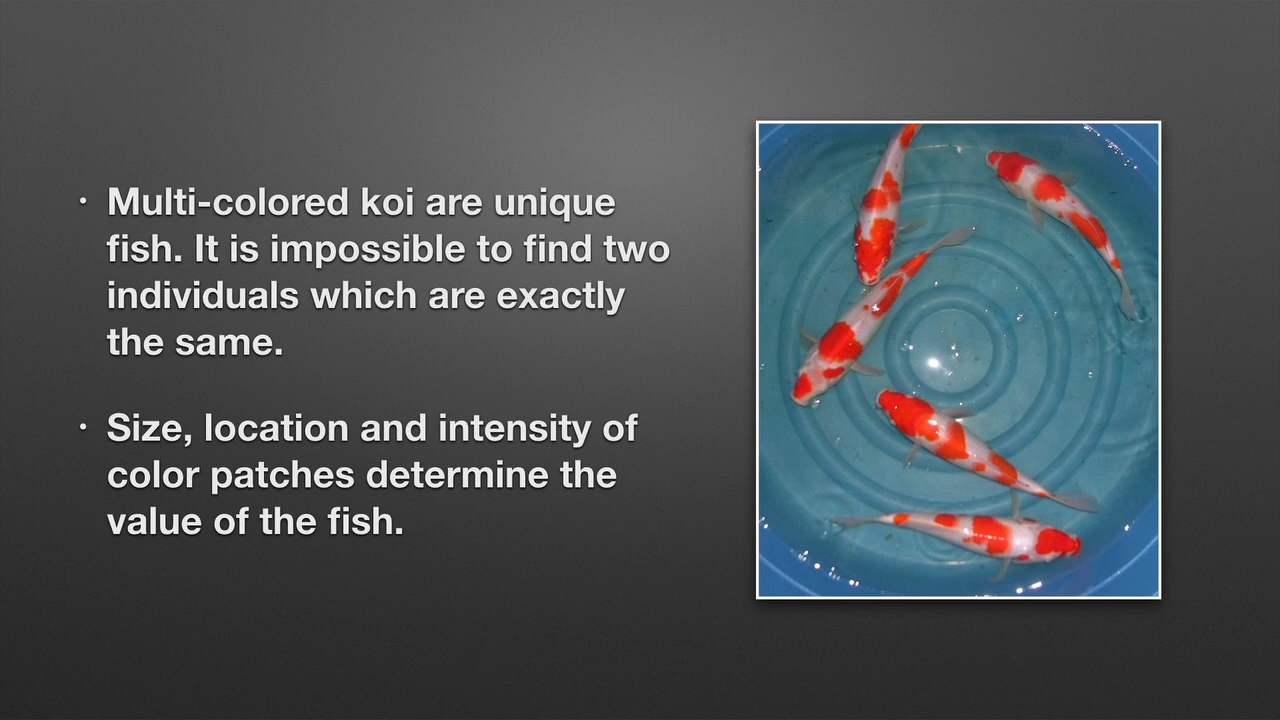 • Multi-colored koi are unique
fish. It is impossible to find two
individuals which are exactly
the same.
• Size, location and intensity of
color patches determine the
value of the fish.